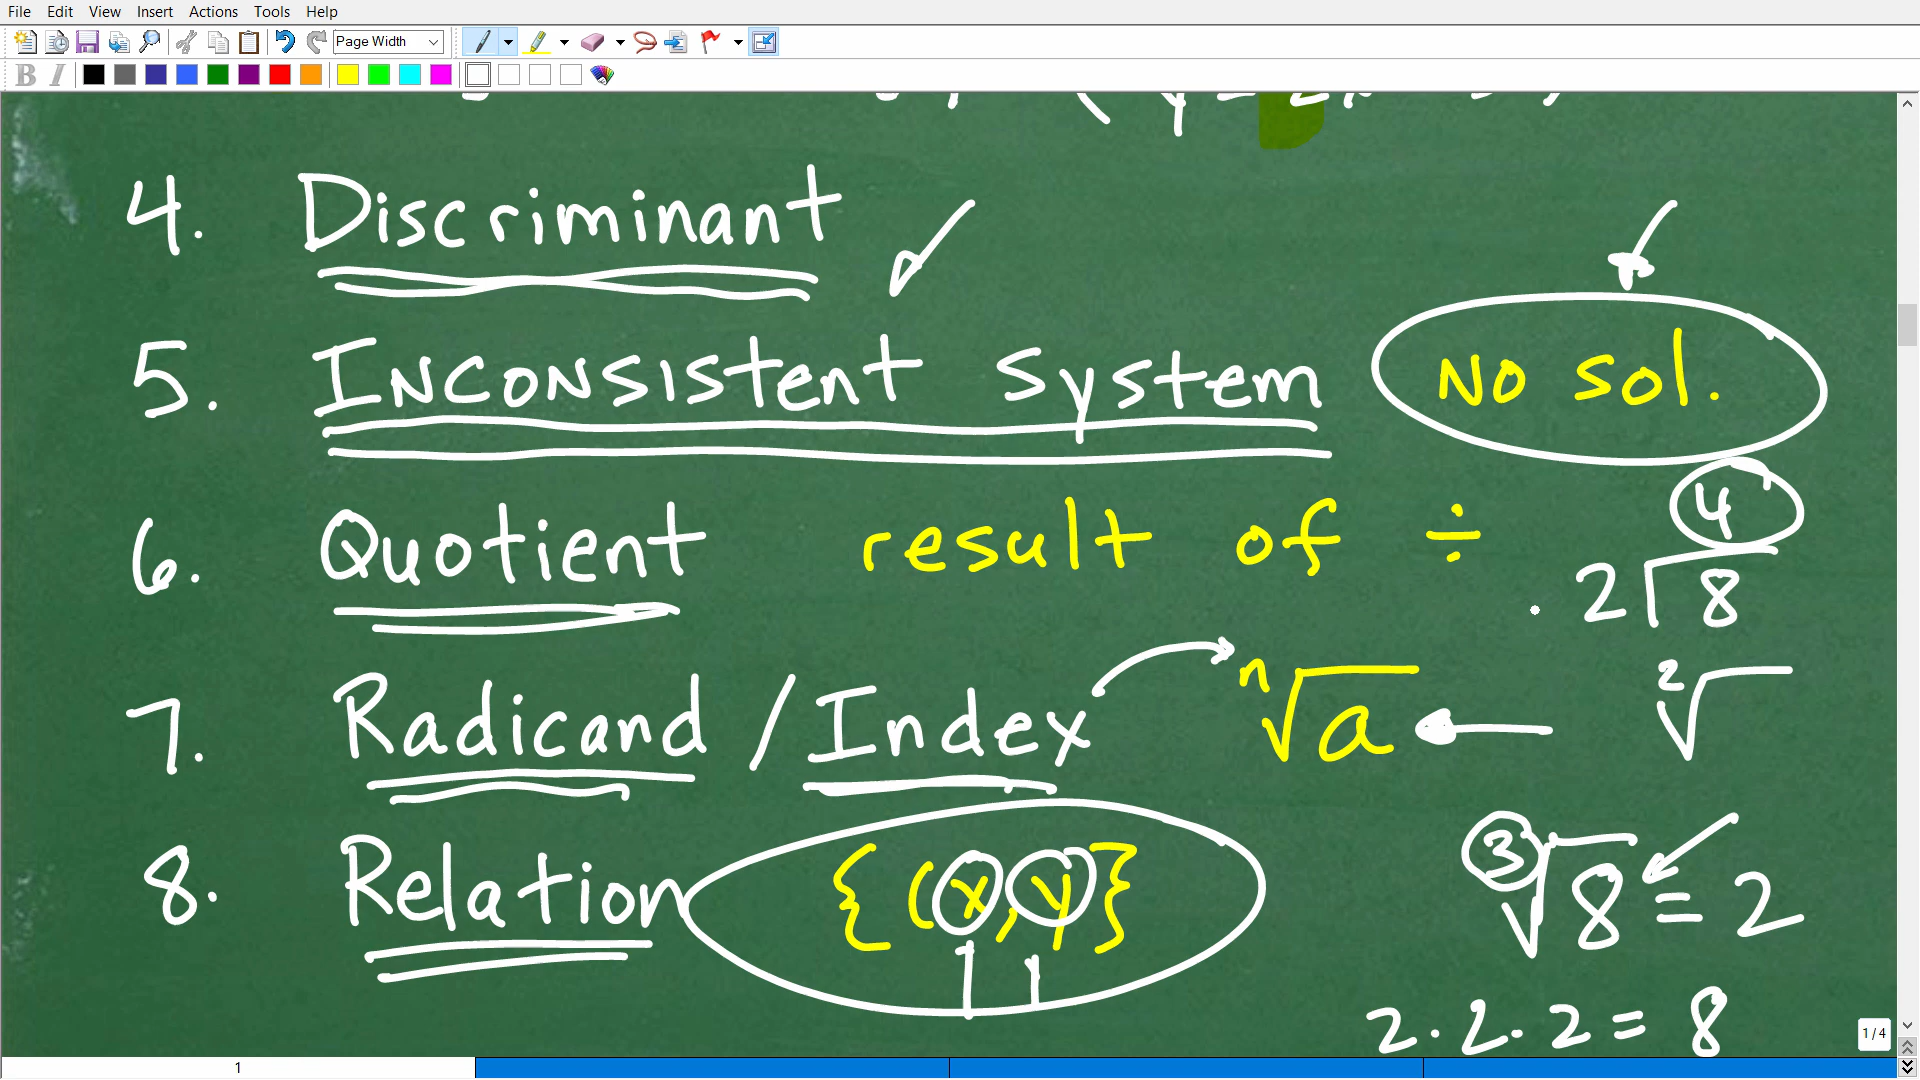 File Edit View Insert Actions Tools Help
Page Width
B I
4. Discriminant
5. Inconsistent System No sol.
6. Quotient result of ÷ 2√8 4
7. Radicand / Index ⁿ√a ²√
8. Relation {(x,y} ³√8 = 2
2·2·2 = 8
1/4
1